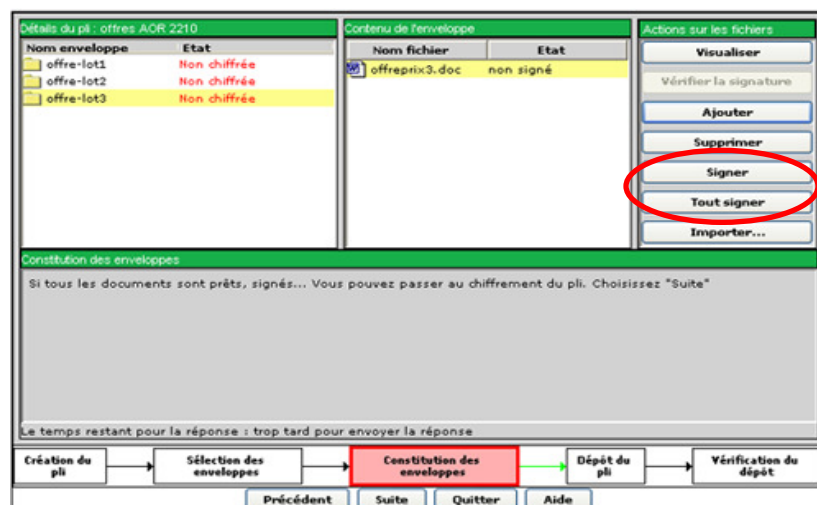 Détails du pli : offres AOR 2210
Nom enveloppe Etat
offre-lot1 Non chiffrée
offre-lot2 Non chiffrée
offre-lot3 Non chiffrée
Contenu de l'enveloppe
Nom fichier Etat
offreprix3.doc non signé
Actions sur les fichiers
Visualiser
Vérifier la signature
Ajouter
Supprimer
Signer
Tout signer
Importer...
Constitution des enveloppes
Si tous les documents sont prêts, signés... Vous pouvez passer au chiffrement du pli. Choisissez "Suite"
Le temps restant pour la réponse : trop tard pour envoyer la réponse
Création du pli
Sélection des enveloppes
Constitution des enveloppes
Dépôt du pli
Vérification du dépôt
Précédent Suite Quitter Aide